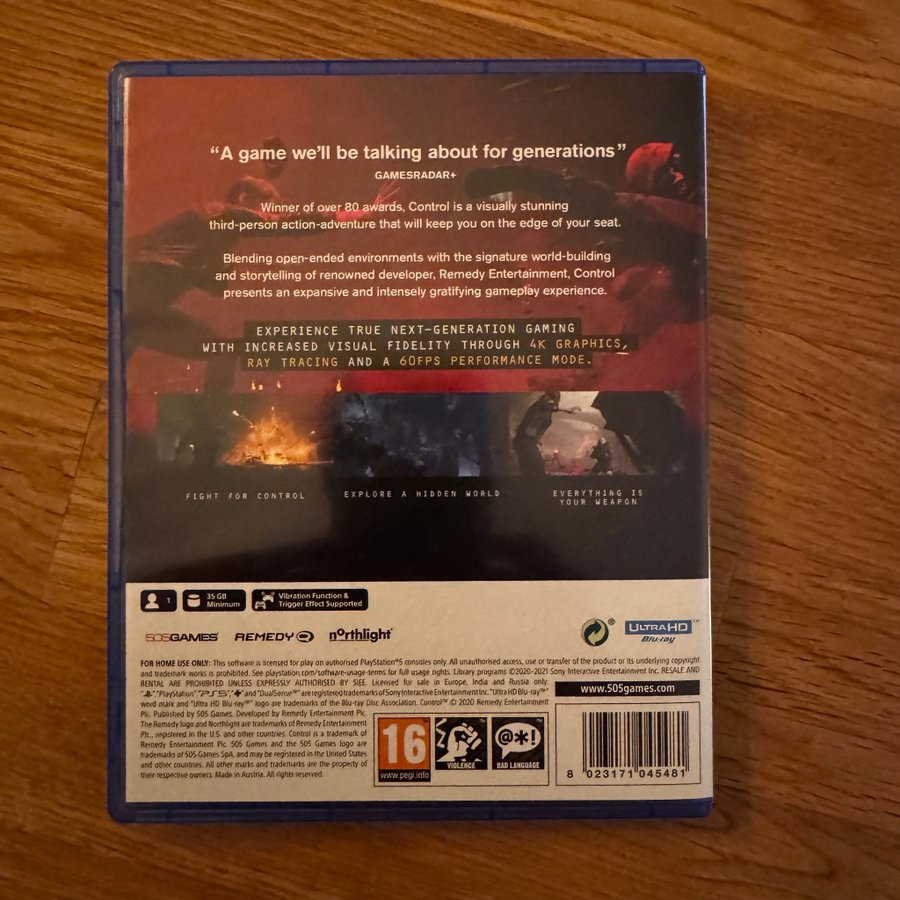 “A game we’ll be talking about for generations”
GAMESRADAR+
Winner of over 80 awards, Control is a visually stunning
third-person action-adventure that will keep you on the edge of your seat.
Blending open-ended environments with the signature world-building
and storytelling of renowned developer, Remedy Entertainment, Control
presents an expansive and intensely gratifying gameplay experience.
EXPERIENCE TRUE NEXT-GENERATION GAMING
WITH INCREASED VISUAL FIDELITY THROUGH 4K GRAPHICS,
RAY TRACING AND A 60FPS PERFORMANCE MODE.
FIGHT FOR CONTROL
EXPLORE A HIDDEN WORLD
EVERYTHING IS
YOUR WEAPON
1
35 GB
Minimum
Vibration Function &
Trigger Effect Supported
505GAMES
REMEDY
northlight
ULTRA HD
Blu-ray™
FOR HOME USE ONLY: This software is licensed for play on authorised PlayStation®5 consoles only. All unauthorised access, use or transfer of the product or its underlying copyright
and trademark works is prohibited. See playstation.com/software-usage-terms for full usage rights. Library programs ©2020-2021 Sony Interactive Entertainment Inc. RESALE AND
RENTAL ARE PROHIBITED UNLESS EXPRESSLY AUTHORISED BY SIEE. Licensed for sale in Europe, India and Russia only.
“PlayStation”, “PS5”, and “DualSense™” are registered trademarks of Sony Interactive Entertainment Inc. “Ultra HD Blu-ray™”
word mark and “Ultra HD Blu-ray™” logo are trademarks of the Blu-ray Disc Association. Control™ © 2020 Remedy Entertainment
Plc. Published by 505 Games. Developed by Remedy Entertainment Plc.
The Remedy logo and Northlight are trademarks of Remedy Entertainment
Plc., registered in the U.S. and other countries. Control is a trademark of
Remedy Entertainment Plc. 505 Games and the 505 Games logo are
trademarks of 505 Games SpA, and may be registered in the United States
and other countries. All other marks and trademarks are the property of
their respective owners. Made in Austria. All rights reserved.
www.505games.com
16
www.pegi.info
VIOLENCE
@*!
BAD LANGUAGE
8 023171 045481